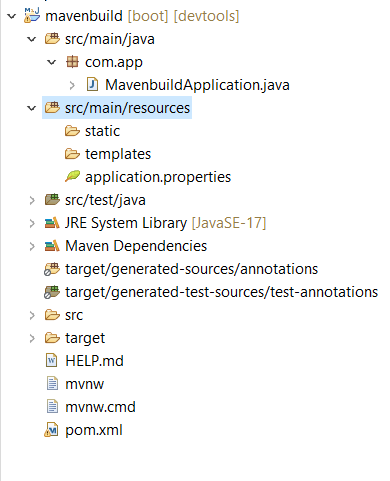 mavenbuild [boot] [devtools]
src/main/java
com.app
MavenbuildApplication.java
src/main/resources
static
templates
application.properties
src/test/java
JRE System Library [JavaSE-17]
Maven Dependencies
target/generated-sources/annotations
target/generated-test-sources/test-annotations
src
target
HELP.md
mvnw
mvnw.cmd
pom.xml